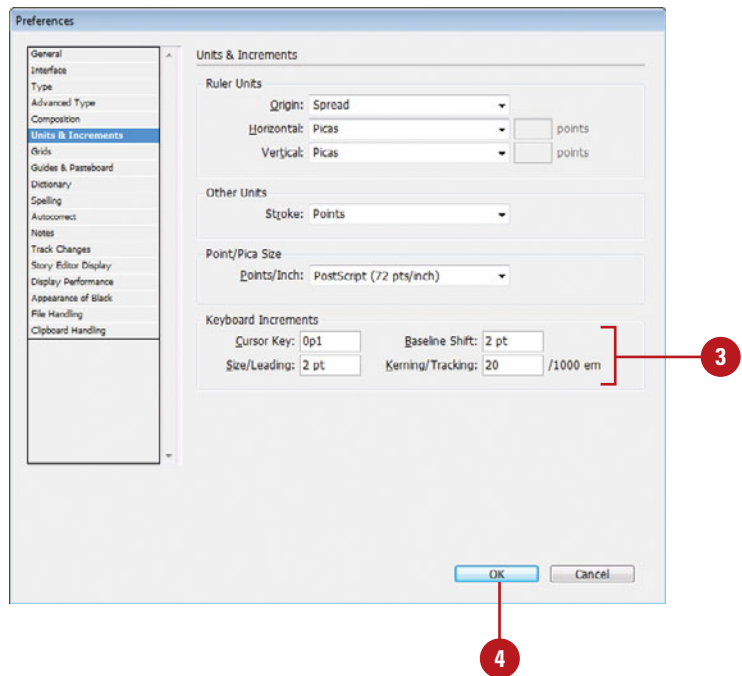 Preferences
General
Interface
Type
Advanced Type
Composition
Units & Increments
Grids
Guides & Pasteboard
Dictionary
Spelling
Autocorrect
Notes
Track Changes
Story Editor Display
Display Performance
Appearance of Black
File Handling
Clipboard Handling
Units & Increments
Ruler Units
Origin: Spread
Horizontal: Picas points
Vertical: Picas points
Other Units
Stroke: Points
Point/Pica Size
Points/Inch: PostScript (72 pts/inch)
Keyboard Increments
Cursor Key: 0p1 Baseline Shift: 2 pt
Size/Leading: 2 pt Kerning/Tracking: 20 /1000 em
3
OK Cancel
4